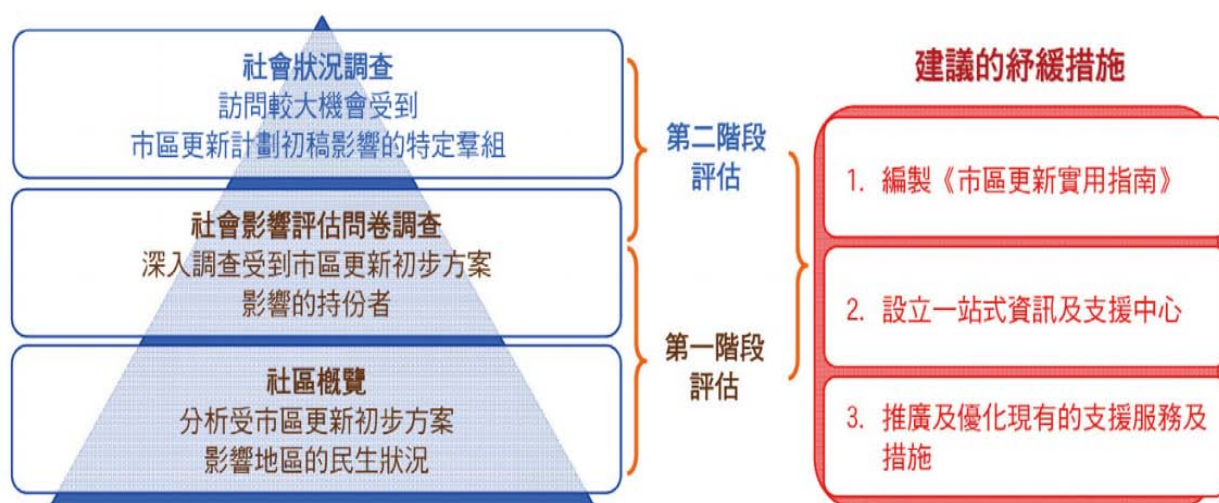 社會狀況調查
訪問較大機會受到
市區更新計劃初稿影響的特定羣組
社會影響評估問卷調查
深入調查受到市區更新初步方案
影響的持份者
社區概覽
分析受市區更新初步方案
影響地區的民生狀況
第二階段
評估
第一階段
評估
建議的紓緩措施
1. 編製《市區更新實用指南》
2. 設立一站式資訊及支援中心
3. 推廣及優化現有的支援服務及
措施